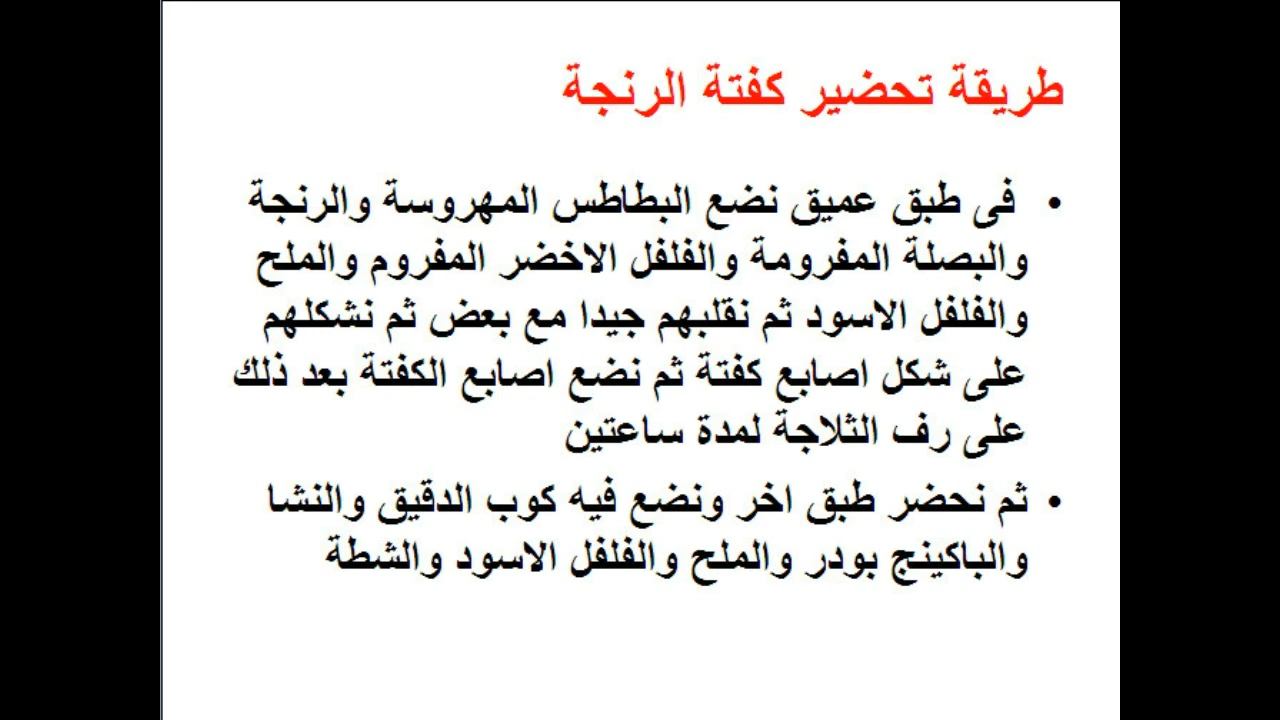 طريقة تحضير كفتة الرنجة
• فى طبق عميق نضع البطاطس المهروسة والرنجة
والبصلة المفرومة والفلفل الاخضر المفروم والملح
والفلفل الاسود ثم نقلبهم جيدا مع بعض ثم نشكلهم
على شكل اصابع كفتة ثم نضع اصابع الكفتة بعد ذلك
على رف الثلاجة لمدة ساعتين
• ثم نحضر طبق اخر ونضع فيه كوب الدقيق والنشا
والباكينج بودر والملح والفلفل الاسود والشطة